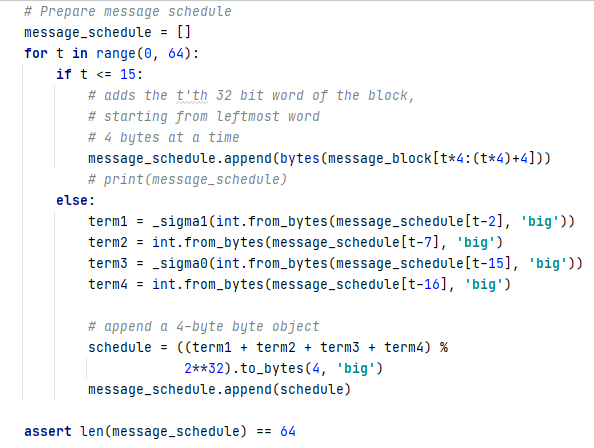 # Prepare message schedule
message_schedule = []
for t in range(0, 64):
    if t <= 15:
        # adds the t'th 32 bit word of the block,
        # starting from leftmost word
        # 4 bytes at a time
        message_schedule.append(bytes(message_block[t*4:(t*4)+4]))
        # print(message_schedule)
    else:
        term1 = _sigma1(int.from_bytes(message_schedule[t-2], 'big'))
        term2 = int.from_bytes(message_schedule[t-7], 'big')
        term3 = _sigma0(int.from_bytes(message_schedule[t-15], 'big'))
        term4 = int.from_bytes(message_schedule[t-16], 'big')

        # append a 4-byte byte object
        schedule = ((term1 + term2 + term3 + term4) %
                    2**32).to_bytes(4, 'big')
        message_schedule.append(schedule)

assert len(message_schedule) == 64